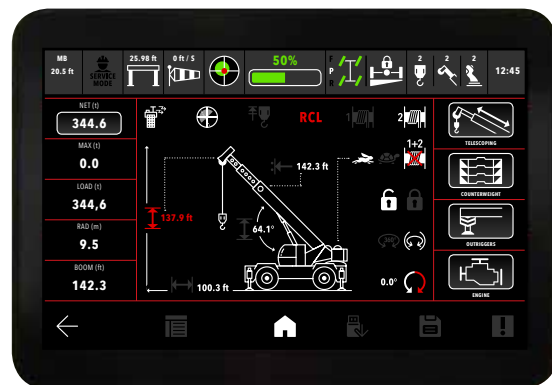 MB
20.5 ft
SERVICE
MODE
25.98 ft
0 ft / S
50%
F
P
R
2
2
2
12:45
NET (t)
344.6
MAX (t)
0.0
LOAD (t)
344,6
RAD (m)
9.5
BOOM (ft)
142.3
RCL
1
2
1+2
142.3 ft
137.9 ft
64.1°
360
0.0°
100.3 ft
TELESCOPING
COUNTERWEIGHT
OUTRIGGERS
ENGINE